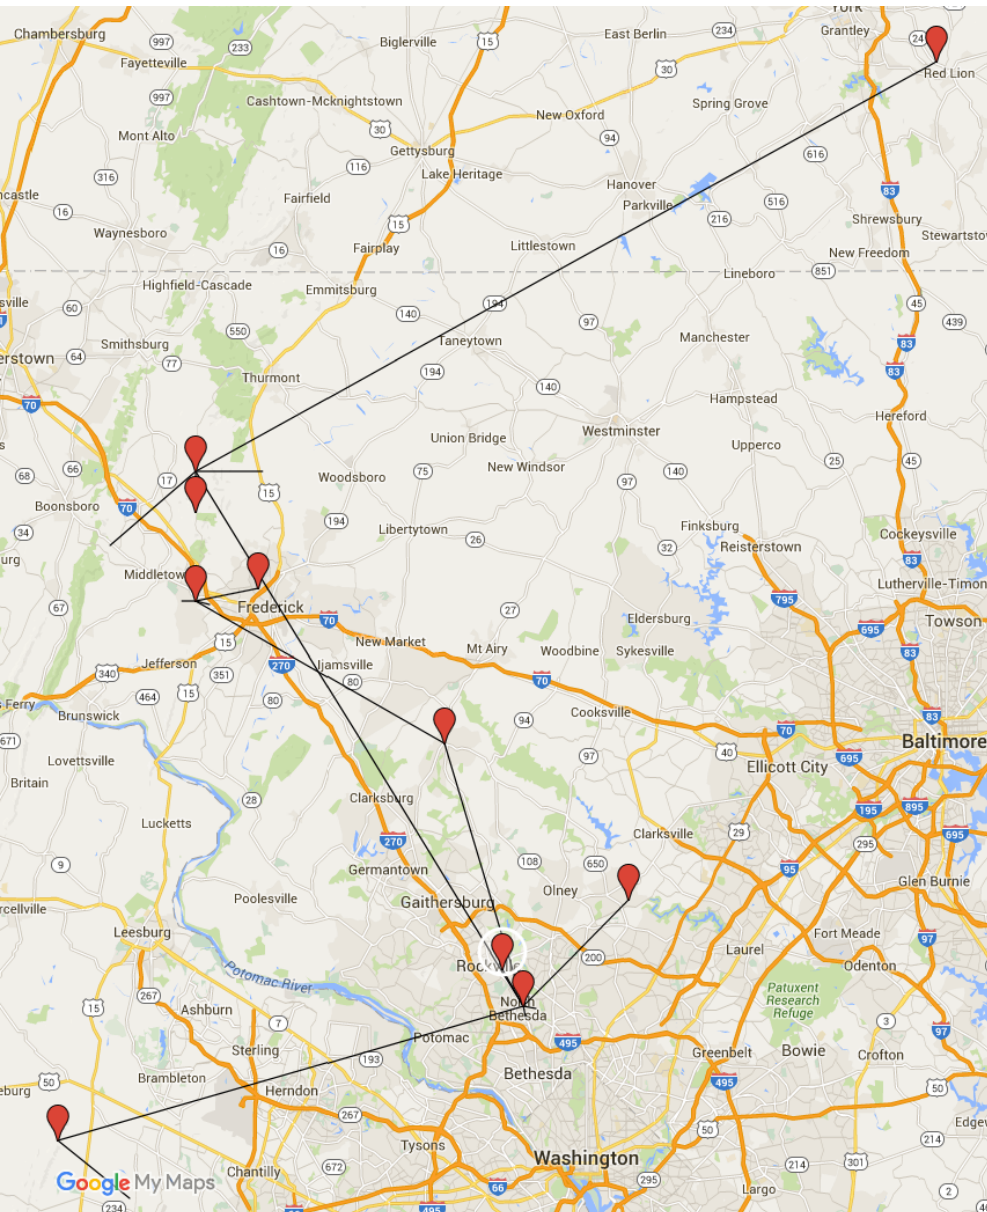 York
Chambersburg
997
233
Biglerville
15
East Berlin
234
Grantley
Fayetteville
30
Red Lion
997
Cashtown-Mcknightstown
Spring Grove
New Oxford
Mont Alto
30
94
Gettysburg
616
116
Lake Heritage
316
Hanover
83
ncastle
Fairfield
Parkville
516
16
15
216
Shrewsbury
Waynesboro
16
Fairplay
Littlestown
Stewartsto
New Freedom
Lineboro
851
Highfield-Cascade
Emmitsburg
sville
60
194
45
140
97
439
550
Smithsburg
Taneytown
Manchester
83
erstown
64
77
194
83
Thurmont
140
Hampstead
70
Hereford
Westminster
Union Bridge
Upperco
68
66
17
75
New Windsor
140
25
45
Woodsboro
97
15
Boonsboro
70
194
Finksburg
34
Libertytown
26
Cockeysville
32
Reisterstown
83
urg
Middletow
Lutherville-Timon
795
67
Frederick
27
70
Eldersburg
Towson
695
15
New Market
Mt Airy
Woodbine
Sykesville
83
Jefferson
270
Ijamsville
340
351
80
70
464
15
80
s Ferry
Brunswick
94
Cooksville
83
671
70
Baltimore
Lovettsville
97
40
695
Ellicott City
Britain
28
Clarksburg
195
895
Lucketts
29
695
270
Clarksville
295
9
108
650
95
Germantown
Glen Burnie
Olney
Poolesville
Gaithersburg
rcellville
Leesburg
Fort Meade
97
Laurel
200
Rockville
Odenton
Potomac River
267
Patuxent
Research
Refuge
15
North
Bethesda
Ashburn
7
3
97
Potomac
495
Sterling
Greenbelt
Bowie
Crofton
193
50
Brambleton
Bethesda
495
eburg
Herndon
50
267
50
Edgew
Tysons
214
Washington
Chantilly
672
214
301
Google My Maps
295
66
Largo
2
234
495